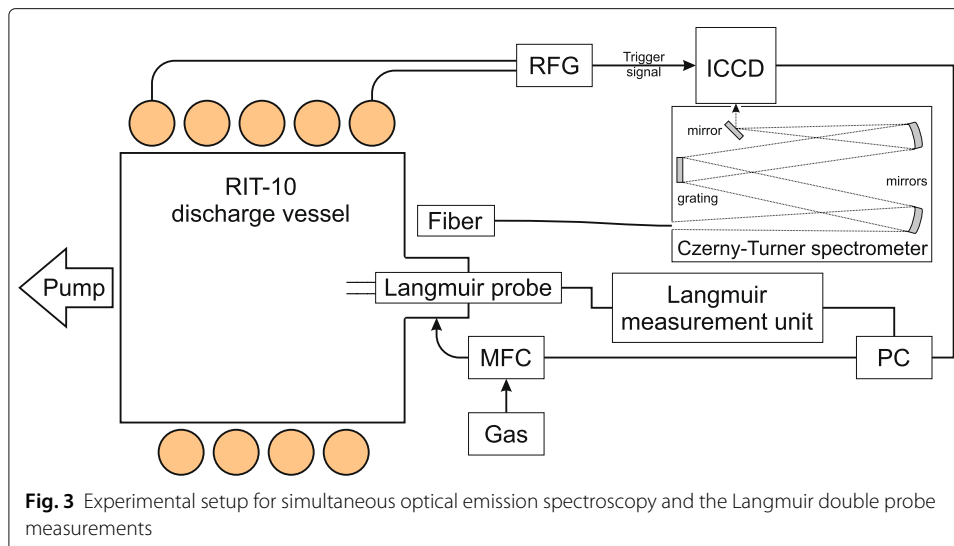 RFG
Trigger
signal
ICCD
mirror
grating
mirrors
Czerny-Turner spectrometer
RIT-10
discharge vessel
Fiber
Pump
Langmuir probe
Langmuir
measurement unit
MFC
PC
Gas
Fig. 3 Experimental setup for simultaneous optical emission spectroscopy and the Langmuir double probe
measurements